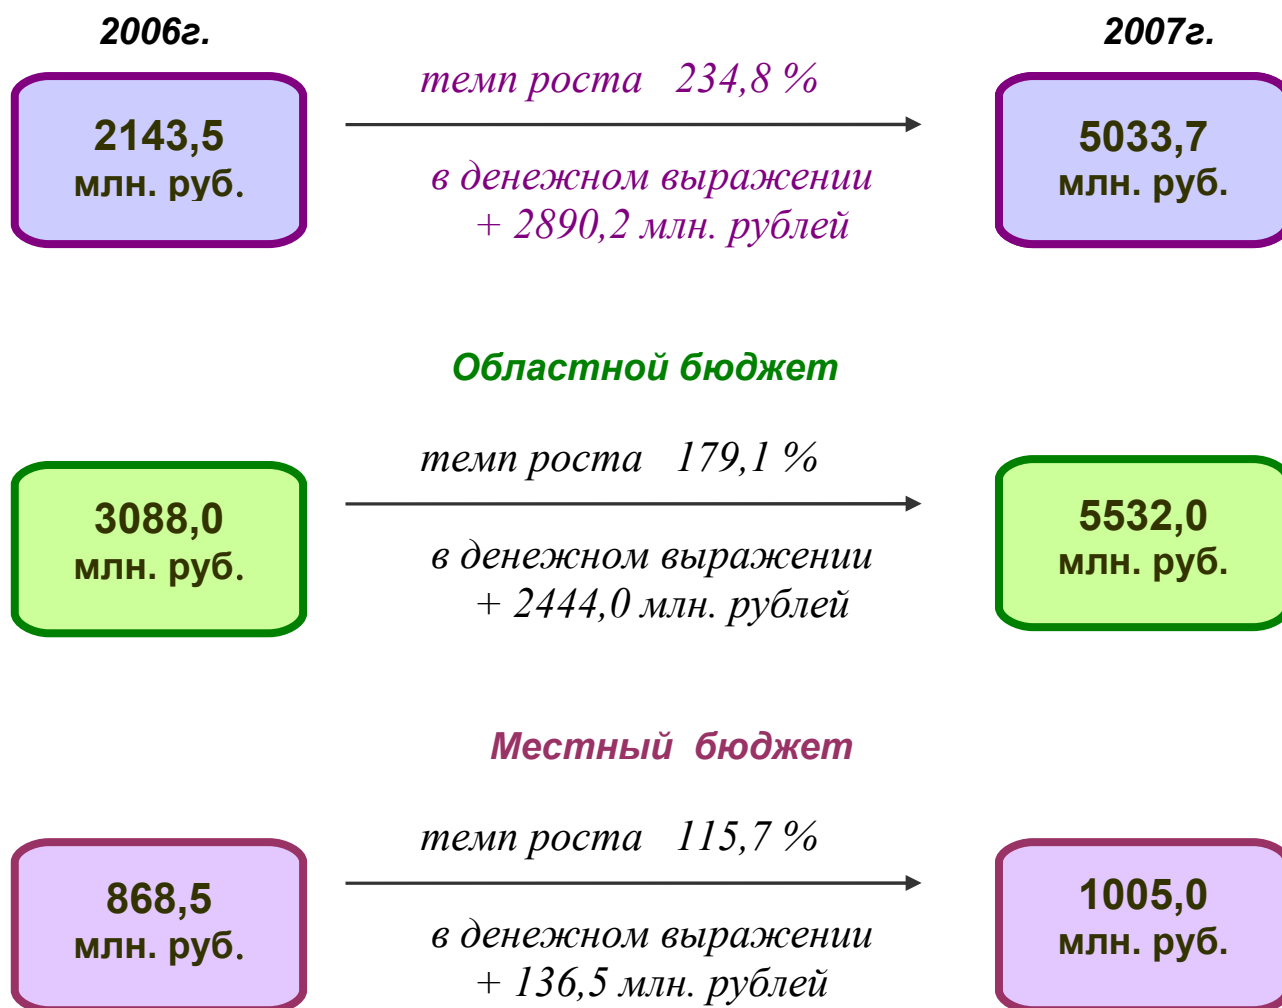 2006г.
2007г.
темп роста 234,8 %
2143,5
млн. руб.
5033,7
млн. руб.
в денежном выражении
+ 2890,2 млн. рублей
Областной бюджет
темп роста 179,1 %
3088,0
млн. руб.
5532,0
млн. руб.
в денежном выражении
+ 2444,0 млн. рублей
Местный бюджет
темп роста 115,7 %
868,5
млн. руб.
1005,0
млн. руб.
в денежном выражении
+ 136,5 млн. рублей